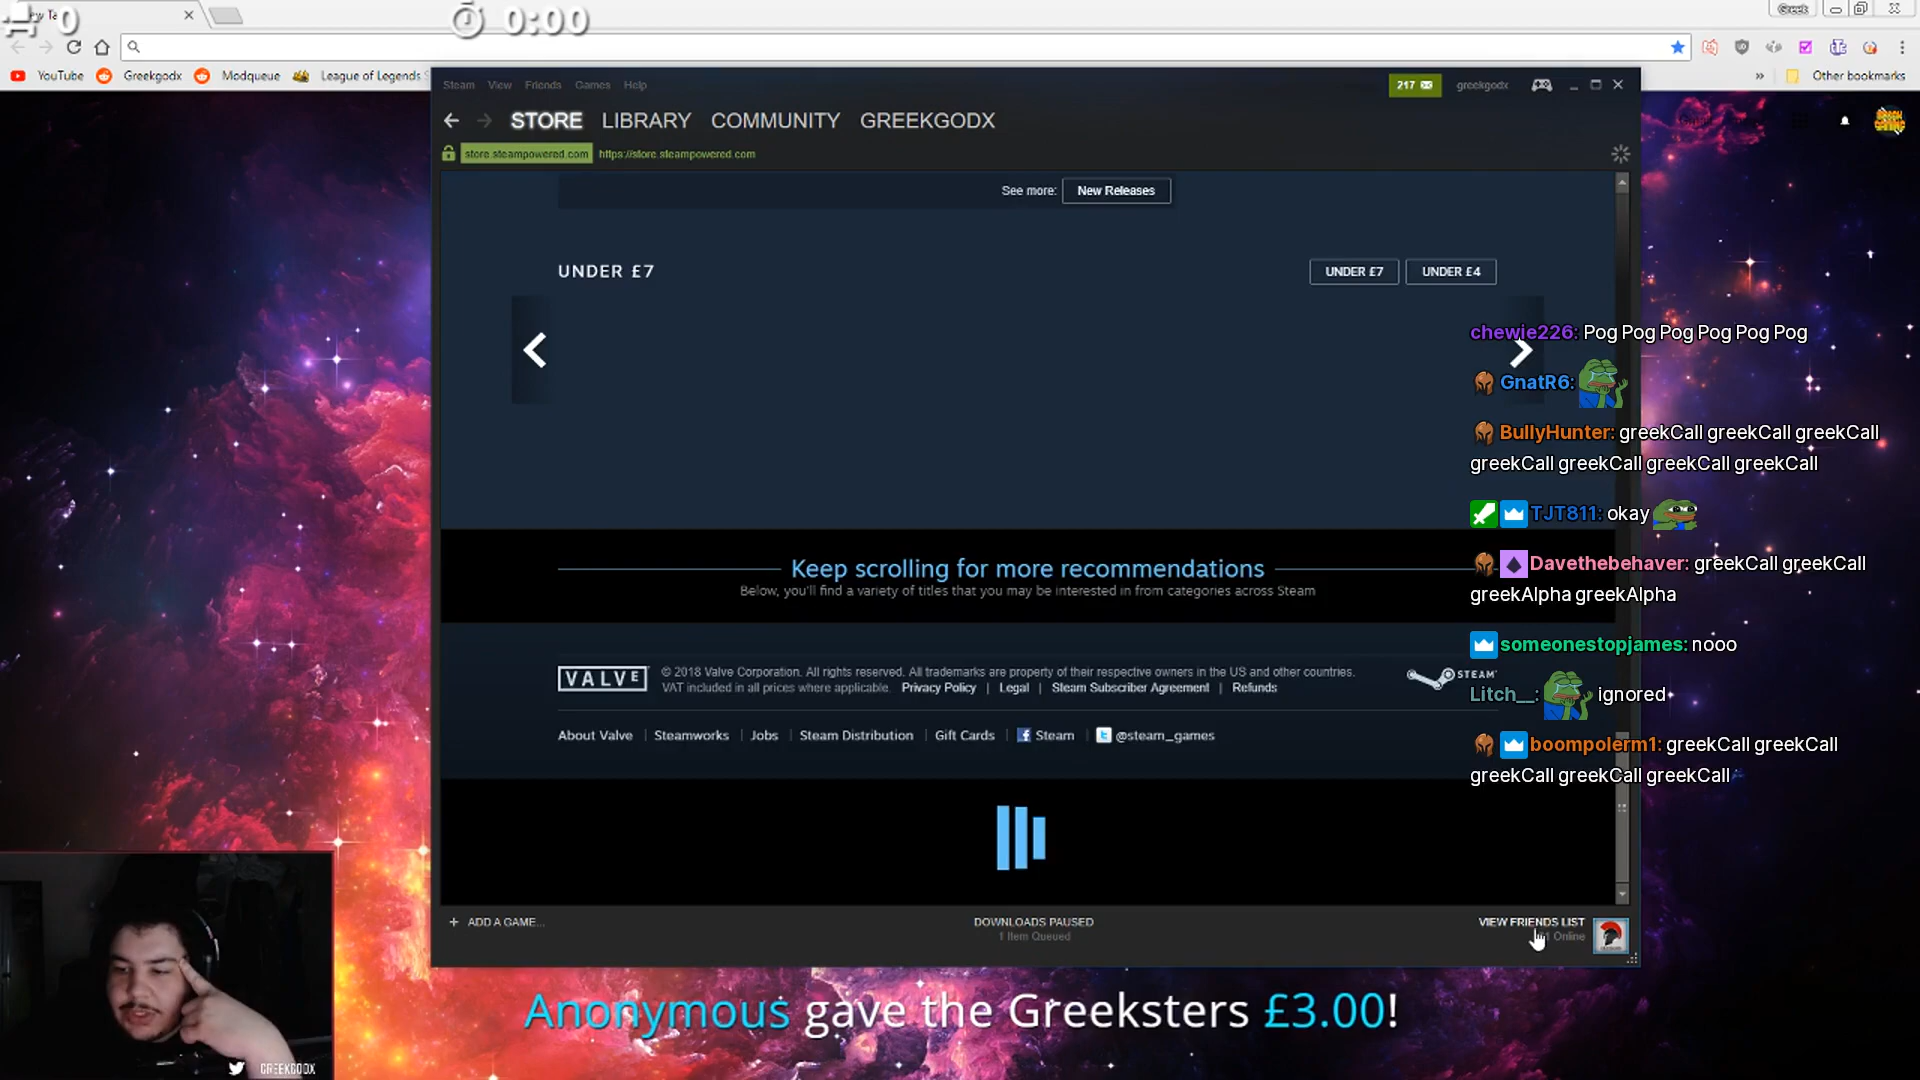 0
0:00
Greek
YouTube
Greekgodx
Modqueue
League of Legends
»
Other bookmarks
Steam View Friends Games Help
217
greekgodx
STORE LIBRARY COMMUNITY GREEKGODX
store.steampowered.com https://store.steampowered.com
See more: New Releases
UNDER £7
UNDER £7
UNDER £4
chewie226: Pog Pog Pog Pog Pog Pog
GnatR6:
BullyHunter: greekCall greekCall greekCall
greekCall greekCall greekCall greekCall
TJT811: okay
Davethebehaver: greekCall greekCall
greekAlpha greekAlpha
someonestopjames: nooo
Litch__: ignored
boompolerm1: greekCall greekCall
greekCall greekCall greekCall
Keep scrolling for more recommendations
Below, you'll find a variety of titles that you may be interested in from categories across Steam
VALVE
© 2018 Valve Corporation. All rights reserved. All trademarks are property of their respective owners in the US and other countries.
VAT included in all prices where applicable. Privacy Policy | Legal | Steam Subscriber Agreement | Refunds
STEAM
About Valve | Steamworks | Jobs | Steam Distribution | Gift Cards | Steam | @steam_games
+ ADD A GAME...
DOWNLOADS PAUSED
1 Item Queued
VIEW FRIENDS LIST
Online
Anonymous gave the Greeksters £3.00!
GREEKGODX